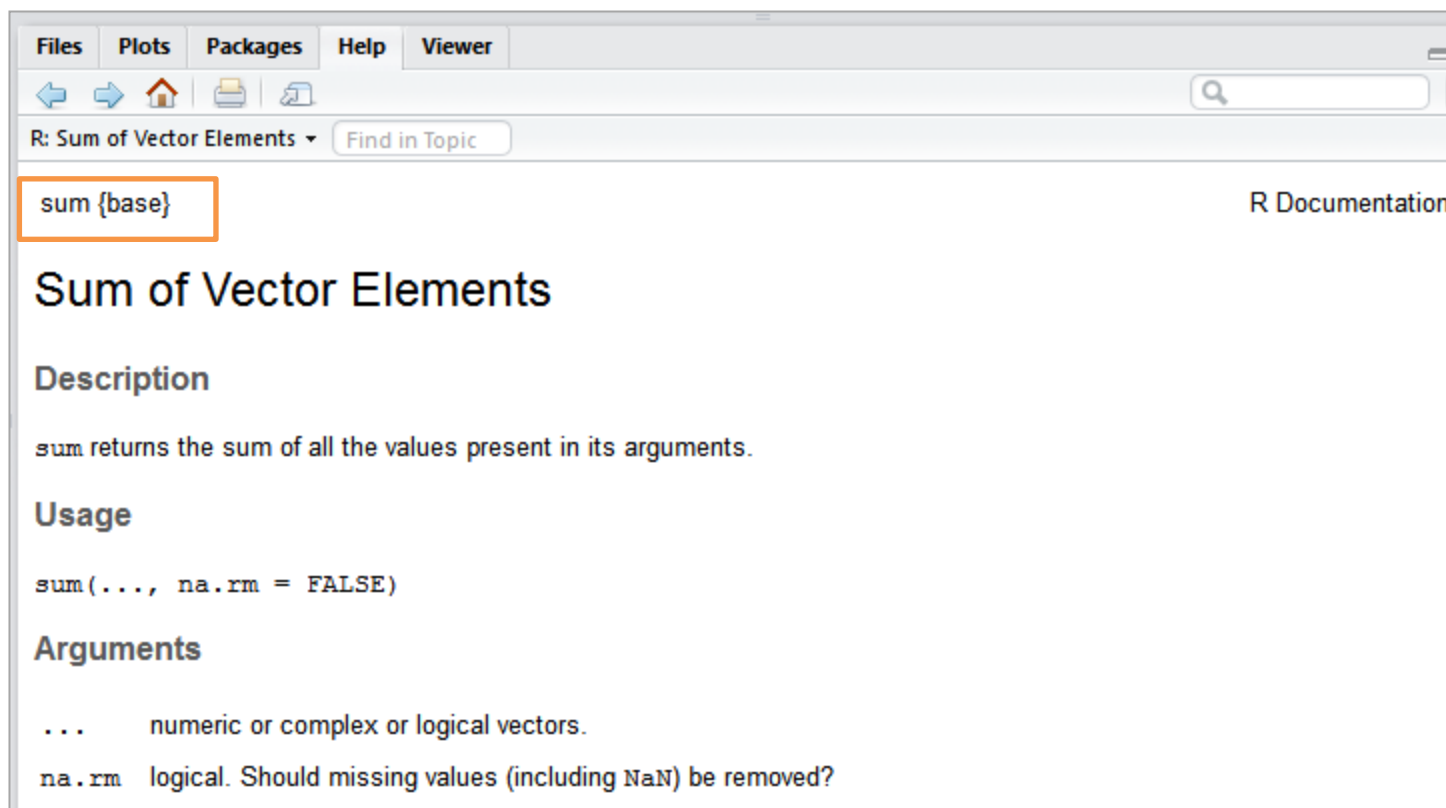 Files Plots Packages Help Viewer
R: Sum of Vector Elements Find in Topic
sum {base} R Documentation
Sum of Vector Elements
Description
sum returns the sum of all the values present in its arguments.
Usage
sum(..., na.rm = FALSE)
Arguments
... numeric or complex or logical vectors.
na.rm logical. Should missing values (including NaN) be removed?